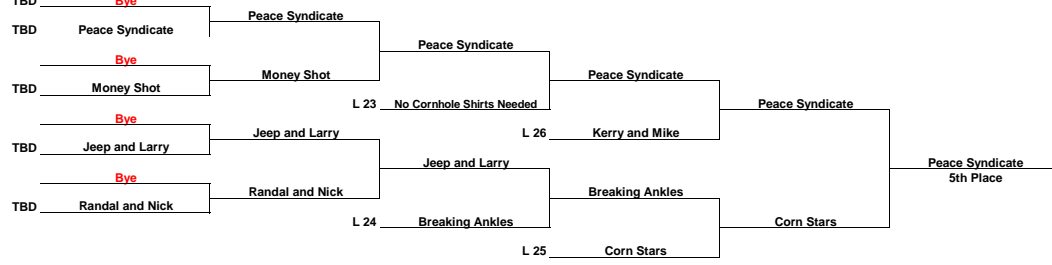 TBD Bye
Peace Syndicate
TBD Peace Syndicate
Peace Syndicate
Bye
Money Shot
Peace Syndicate
TBD Money Shot
L 23 No Cornhole Shirts Needed
Peace Syndicate
Bye
Jeep and Larry
L 26 Kerry and Mike
TBD Jeep and Larry
Jeep and Larry
Peace Syndicate
5th Place
Bye
Randal and Nick
Breaking Ankles
TBD Randal and Nick
L 24 Breaking Ankles
Corn Stars
L 25 Corn Stars